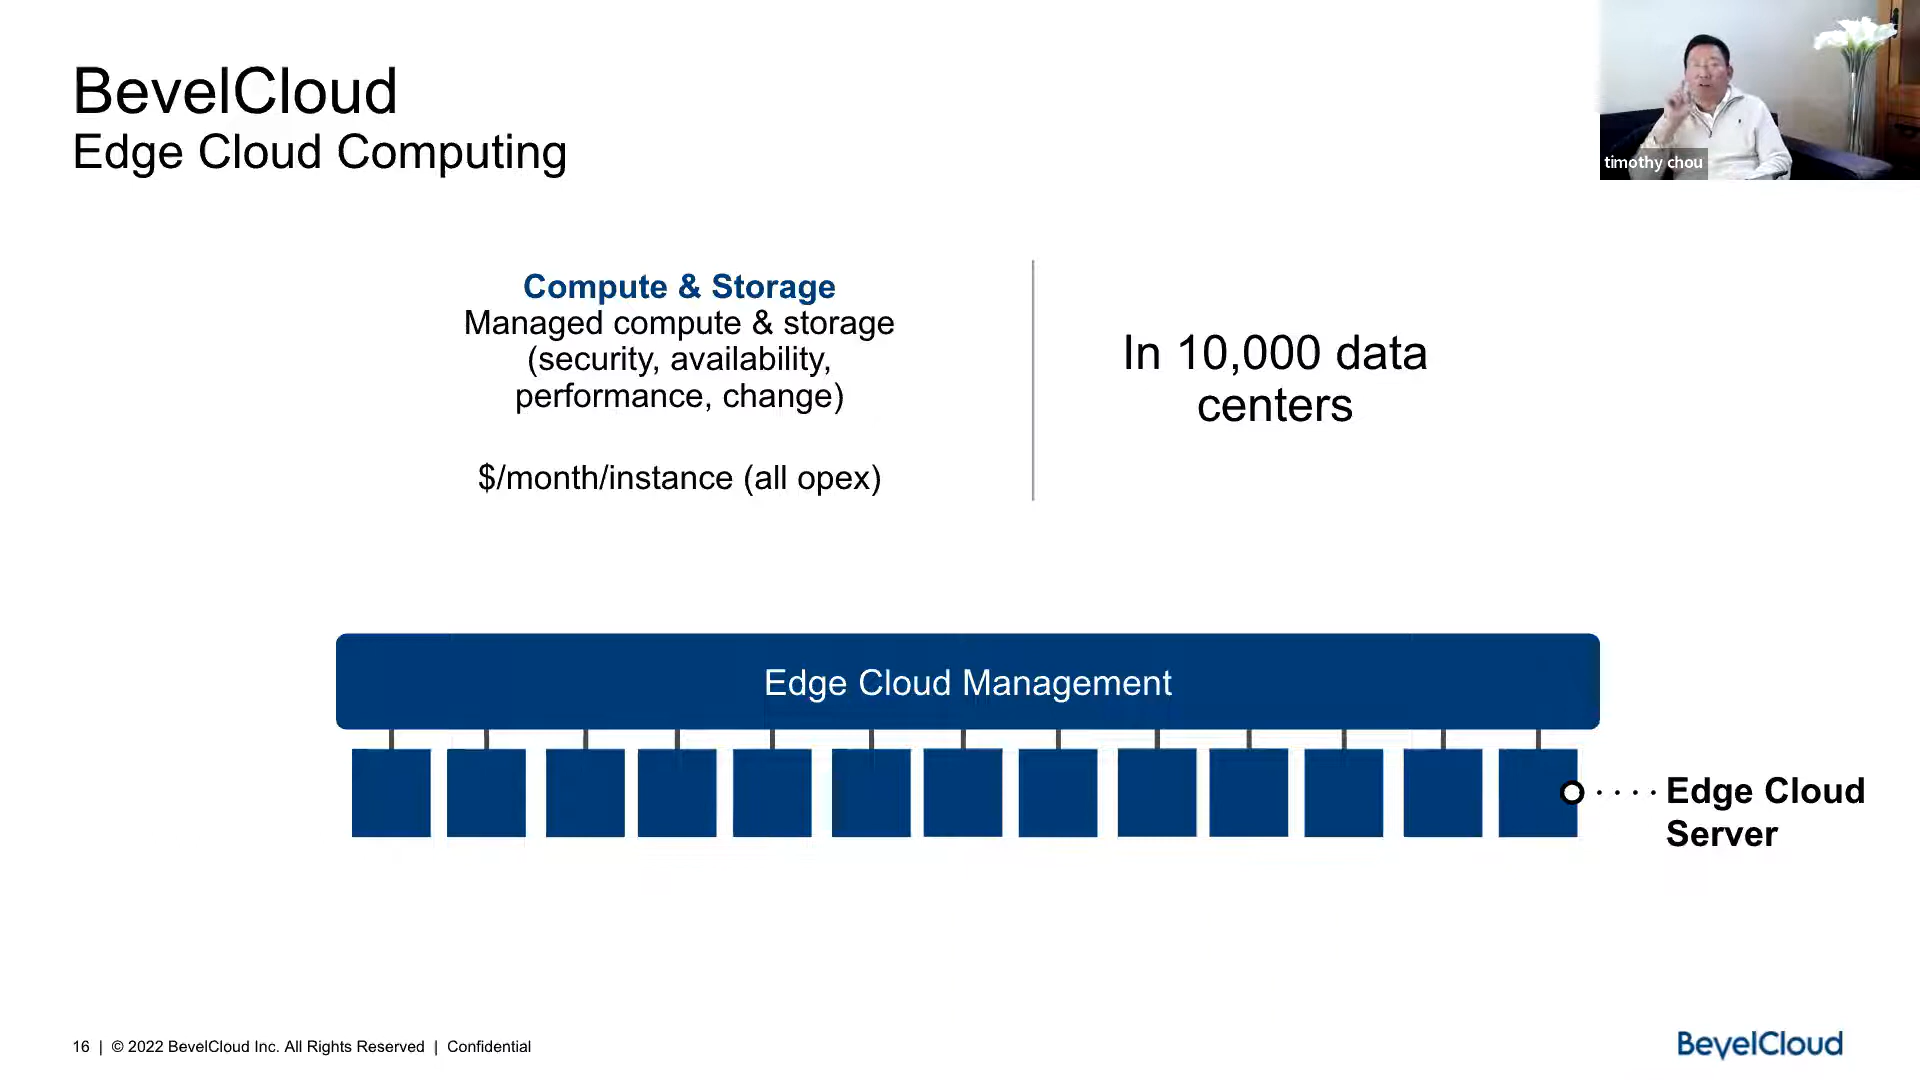 BevelCloud
Edge Cloud Computing
timothy chou
Compute & Storage
Managed compute & storage
(security, availability,
performance, change)
$/month/instance (all opex)
In 10,000 data
centers
Edge Cloud Management
Edge Cloud
Server
16 | © 2022 BevelCloud Inc. All Rights Reserved | Confidential
BevelCloud